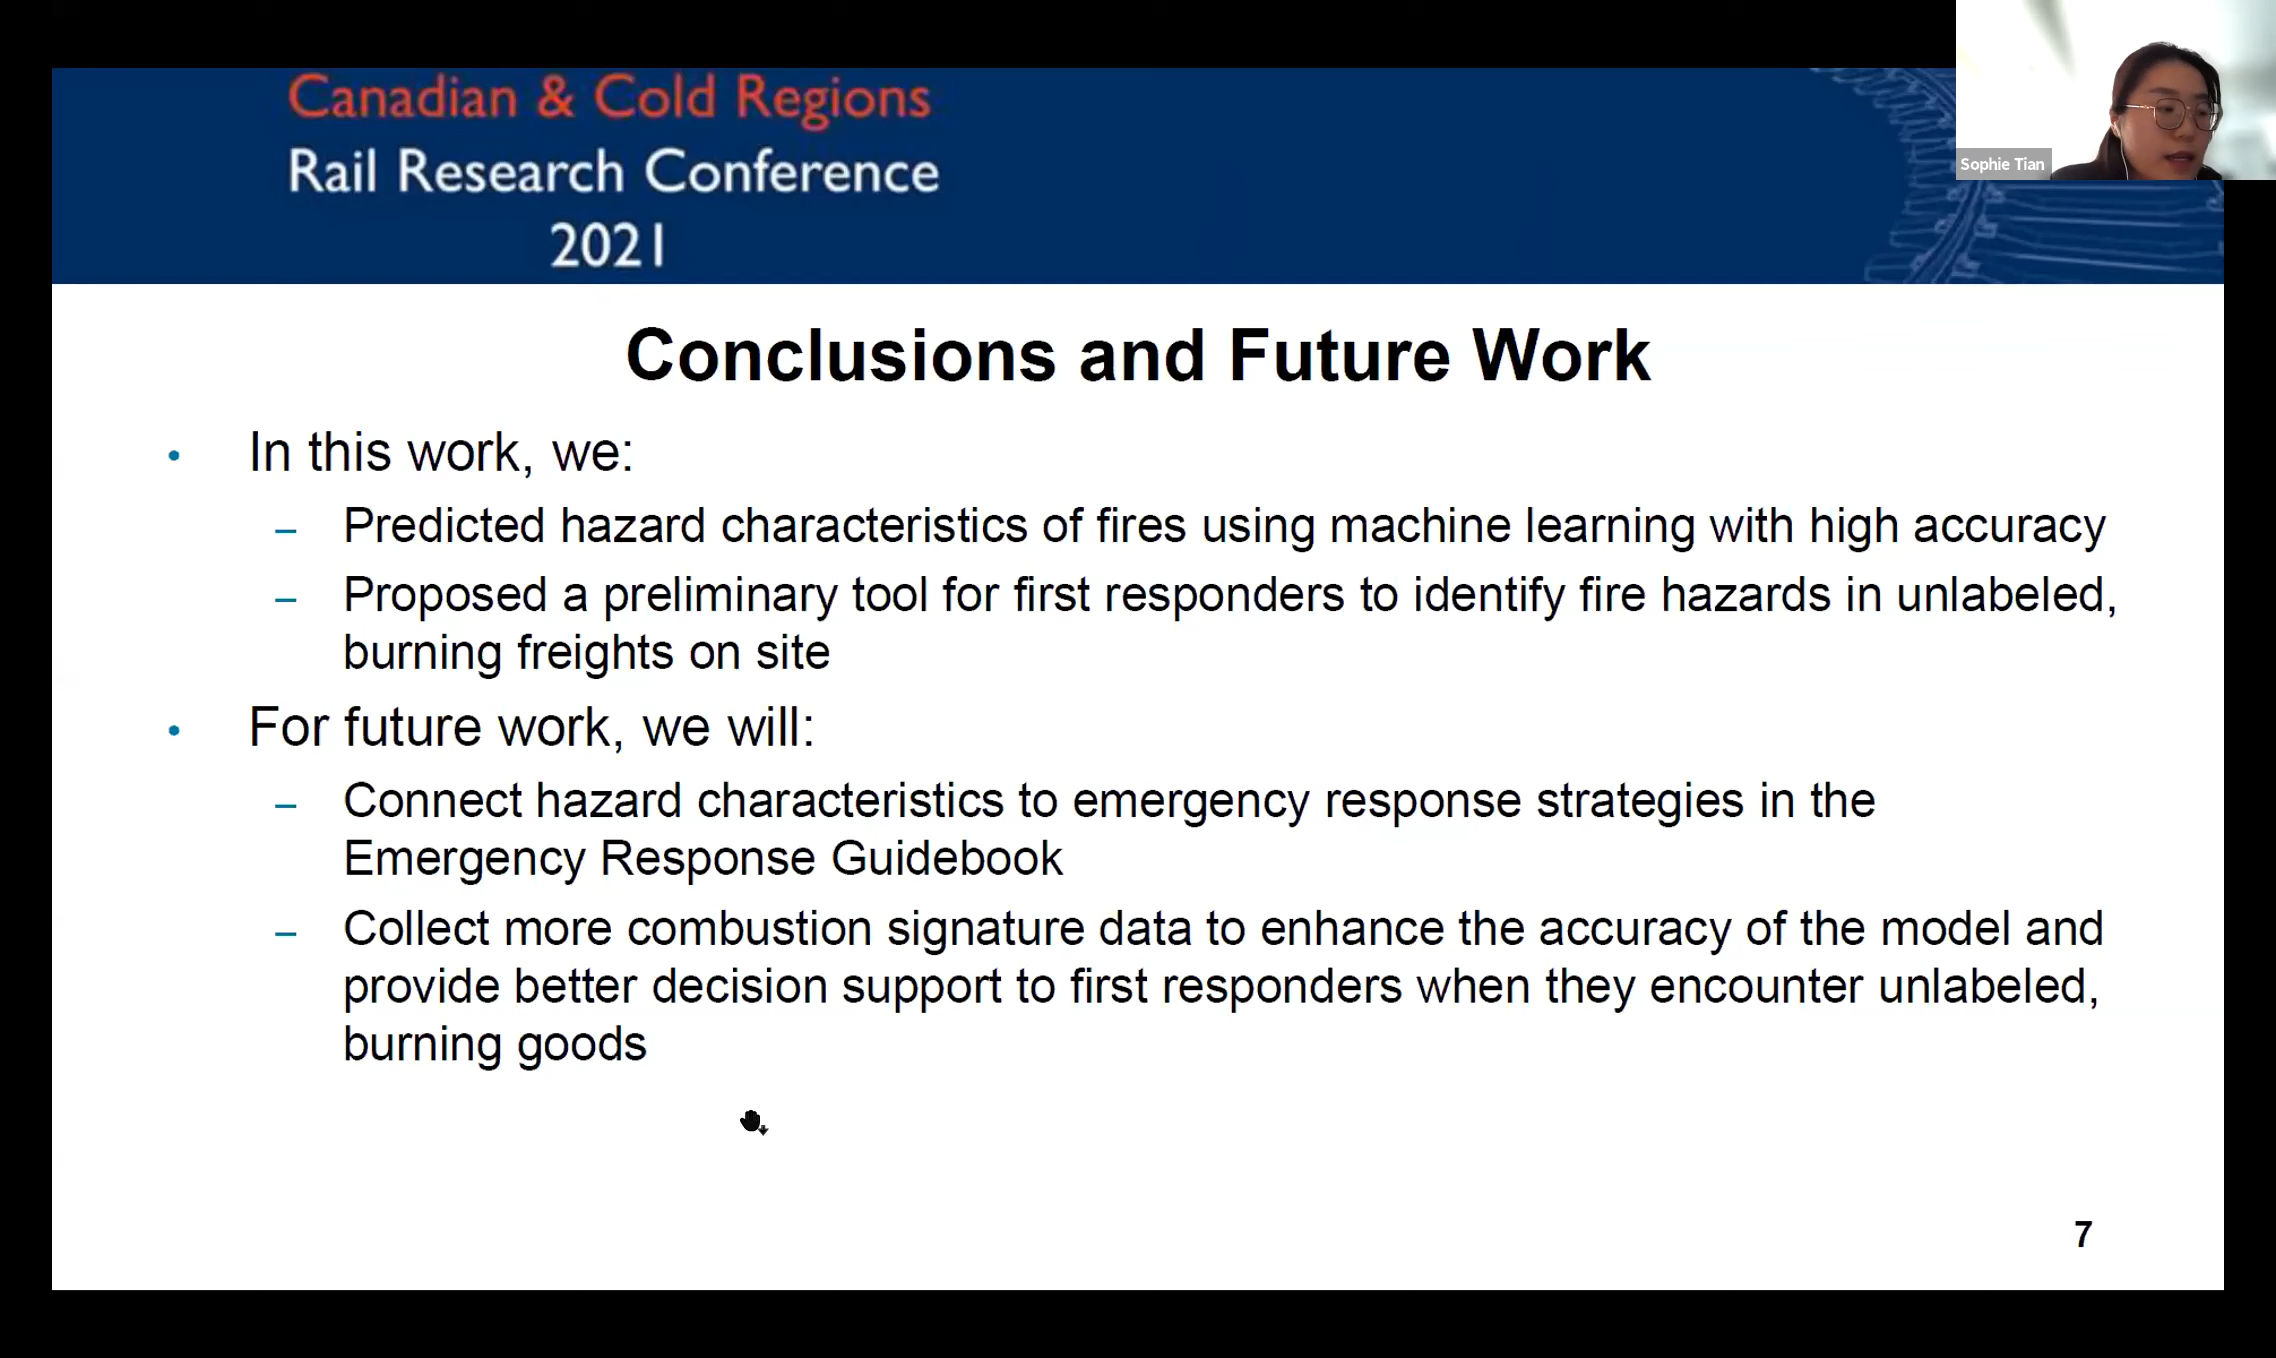 Canadian & Cold Regions
Rail Research Conference
2021
Sophie Tian
Conclusions and Future Work
• In this work, we:
– Predicted hazard characteristics of fires using machine learning with high accuracy
– Proposed a preliminary tool for first responders to identify fire hazards in unlabeled,
burning freights on site
• For future work, we will:
– Connect hazard characteristics to emergency response strategies in the
Emergency Response Guidebook
– Collect more combustion signature data to enhance the accuracy of the model and
provide better decision support to first responders when they encounter unlabeled,
burning goods
7